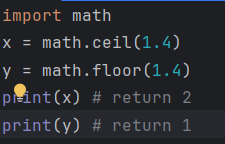 import math
x = math.ceil(1.4)
y = math.floor(1.4)
print(x) # return 2
print(y) # return 1